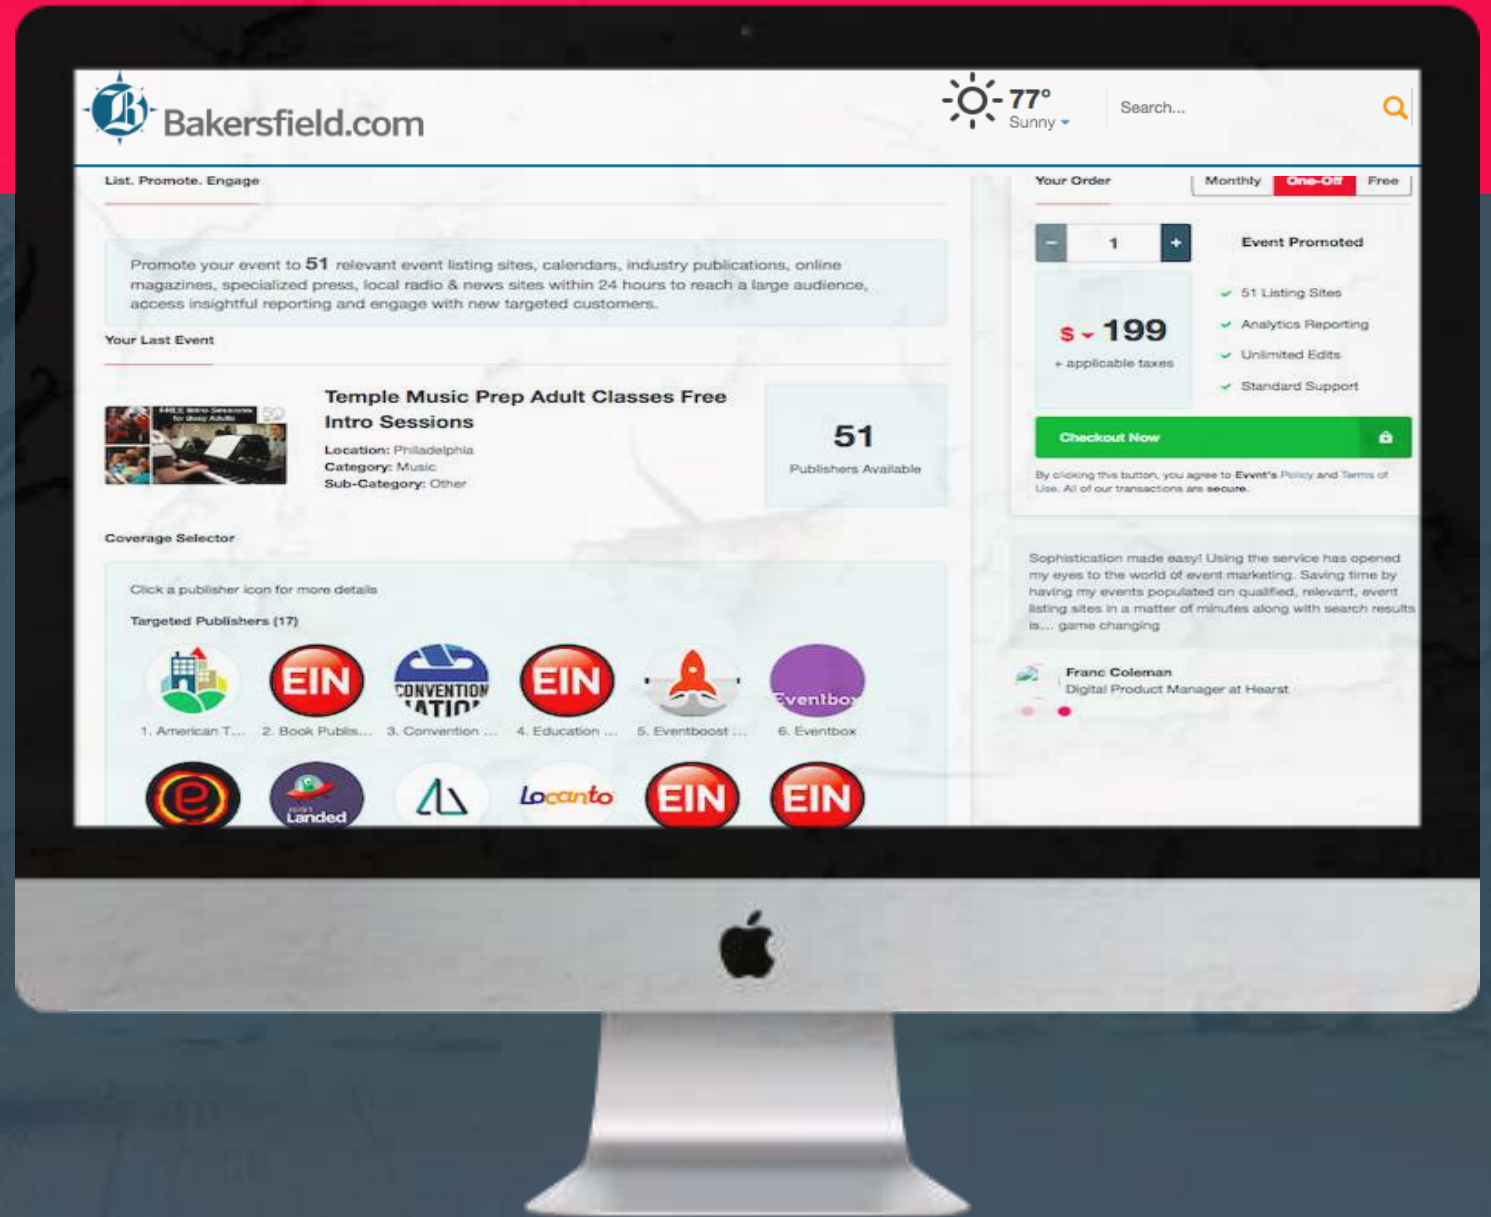 Bakersfield.com
77°
Sunny
Search...
List. Promote. Engage
Promote your event to 51 relevant event listing sites, calendars, industry publications, online
magazines, specialized press, local radio & news sites within 24 hours to reach a large audience,
access insightful reporting and engage with new targeted customers.
Your Last Event
FREE Intro Sessions
for Busy Adults
Temple Music Prep Adult Classes Free
Intro Sessions
Location: Philadelphia
Category: Music
Sub-Category: Other
51
Publishers Available
Coverage Selector
Click a publisher icon for more details
Targeted Publishers (17)
EIN
CONVENTION
NATION
EIN
Eventbox
1. American T...
2. Book Publis...
3. Convention ...
4. Education ...
5. Eventboost ...
6. Eventbox
e
JUST
Landed
Locanto
EIN
EIN
Your Order
Monthly
One-Off
Free
-
1
+
Event Promoted
$ 199
+ applicable taxes
51 Listing Sites
Analytics Reporting
Unlimited Edits
Standard Support
Checkout Now
By clicking this button, you agree to Evvnt's Policy and Terms of
Use. All of our transactions are secure.
Sophistication made easy! Using the service has opened
my eyes to the world of event marketing. Saving time by
having my events populated on qualified, relevant, event
listing sites in a matter of minutes along with search results
is... game changing
Franc Coleman
Digital Product Manager at Hearst